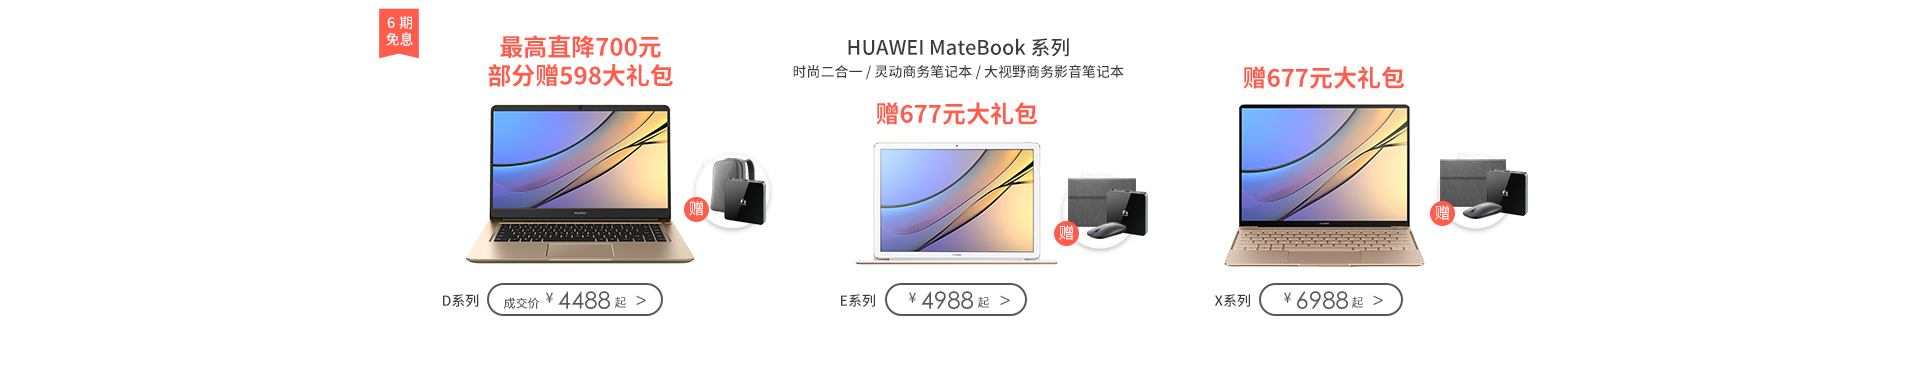 6 期
免息
最高直降700元
部分赠598大礼包
赠
D系列
成交价 ¥ 4488 起 >
HUAWEI MateBook 系列
时尚二合一 / 灵动商务笔记本 / 大视野商务影音笔记本
赠677元大礼包
赠
E系列
¥ 4988 起 >
赠677元大礼包
赠
X系列
¥ 6988 起 >